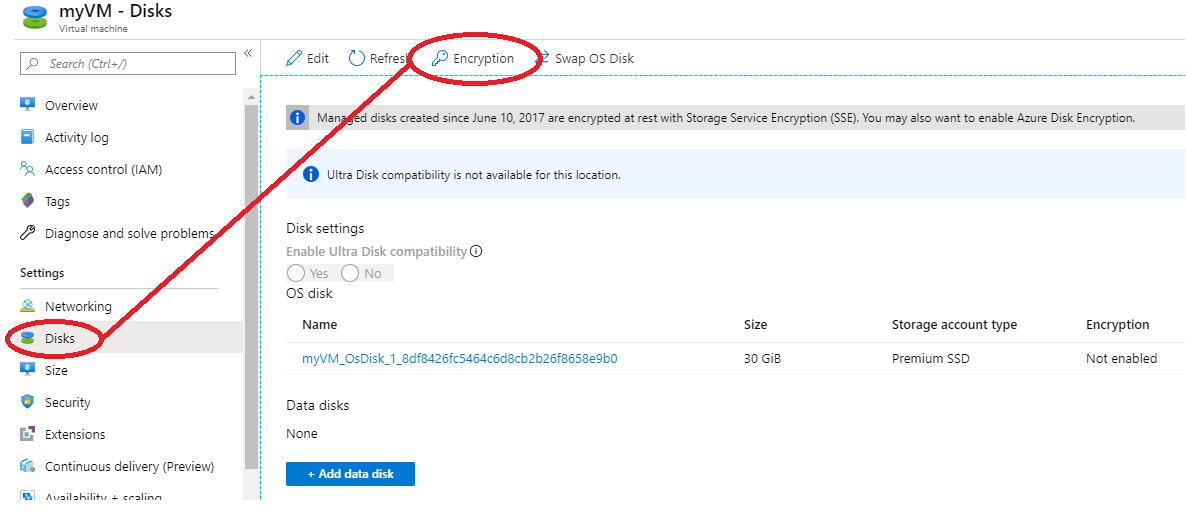 myVM - Disks
Virtual machine
Search (Ctrl+/)
«
Overview
Activity log
Access control (IAM)
Tags
Diagnose and solve problems
Settings
Networking
Disks
Size
Security
Extensions
Continuous delivery (Preview)
Availability + scaling
Edit Refresh Encryption Swap OS Disk
Managed disks created since June 10, 2017 are encrypted at rest with Storage Service Encryption (SSE). You may also want to enable Azure Disk Encryption.
Ultra Disk compatibility is not available for this location.
Disk settings
Enable Ultra Disk compatibility
Yes No
OS disk
Name Size Storage account type Encryption
myVM_OsDisk_1_8df8426fc5464c6d8cb2b26f8658e9b0 30 GiB Premium SSD Not enabled
Data disks
None
+ Add data disk